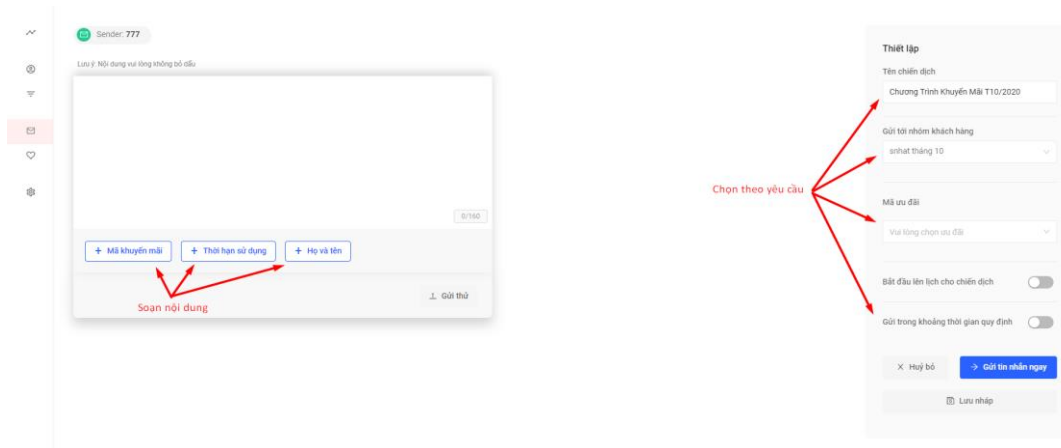 Sender: 777
Lưu ý: Nội dung vui lòng không bỏ dấu
0/160
+ Mã khuyến mãi
+ Thời hạn sử dụng
+ Họ và tên
Soạn nội dung
Gửi thử
Chọn theo yêu cầu
Thiết lập
Tên chiến dịch
Chương Trình Khuyến Mãi T10/2020
Gửi tới nhóm khách hàng
snhat tháng 10
Mã ưu đãi
Vui lòng chọn ưu đãi
Bắt đầu lên lịch cho chiến dịch
Gửi trong khoảng thời gian quy định
Huỷ bỏ
Gửi tin nhắn ngay
Lưu nháp